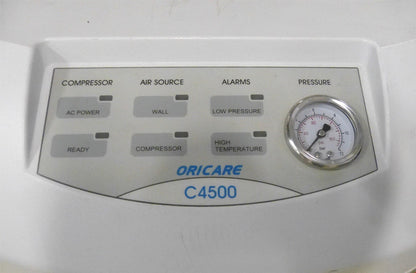 COMPRESSOR AIR SOURCE ALARMS PRESSURE
AC POWER WALL LOW PRESSURE
READY COMPRESSOR HIGH
TEMPERATURE
ORICARE
C4500